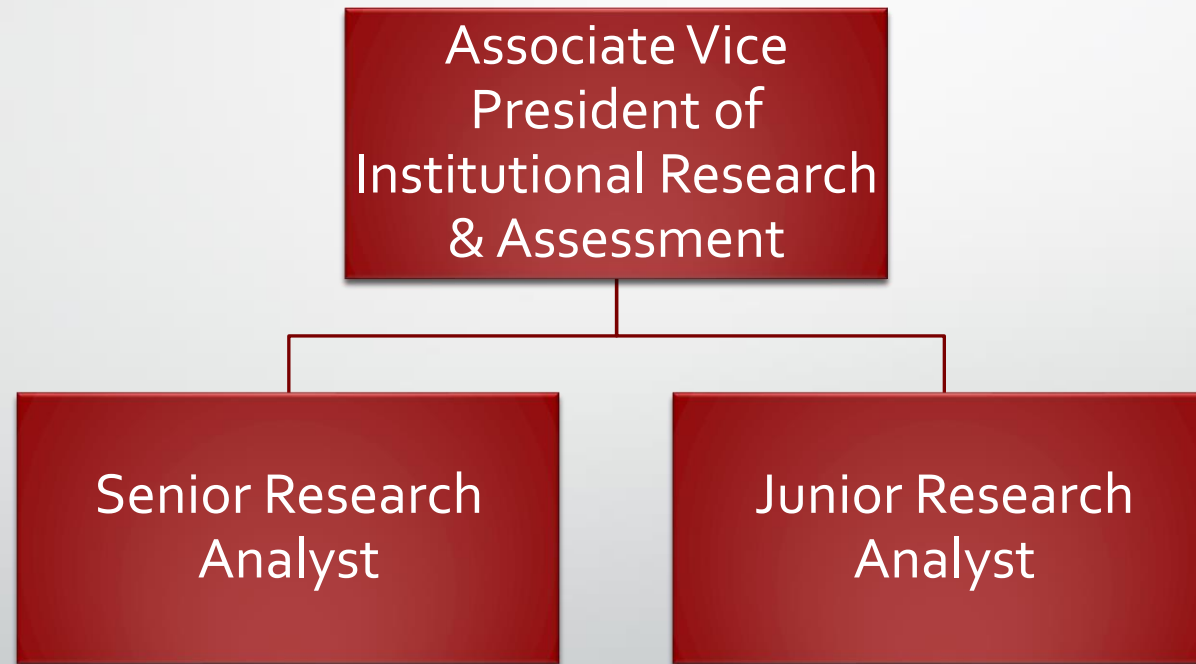 Associate Vice
President of
Institutional Research
& Assessment
Senior Research
Analyst
Junior Research
Analyst